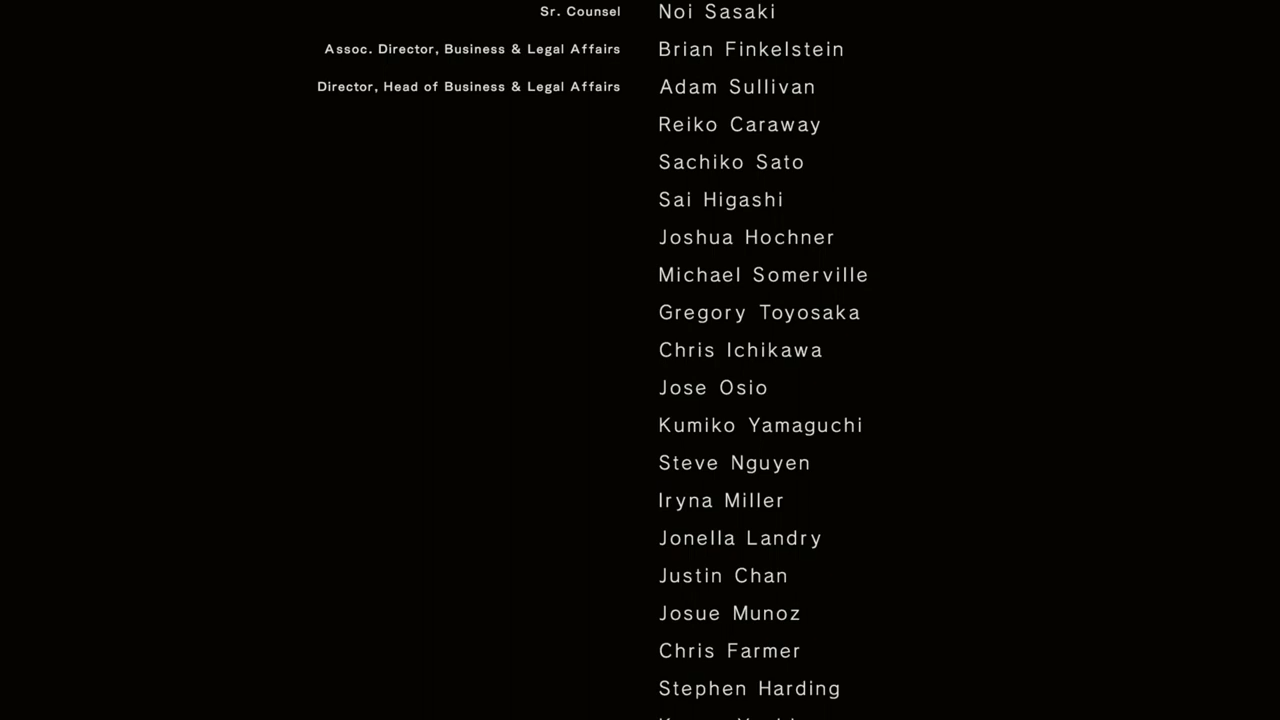 Sr. Counsel Noi Sasaki
Assoc. Director, Business & Legal Affairs Brian Finkelstein
Director, Head of Business & Legal Affairs Adam Sullivan
Reiko Caraway
Sachiko Sato
Sai Higashi
Joshua Hochner
Michael Somerville
Gregory Toyosaka
Chris Ichikawa
Jose Osio
Kumiko Yamaguchi
Steve Nguyen
Iryna Miller
Jonella Landry
Justin Chan
Josue Munoz
Chris Farmer
Stephen Harding